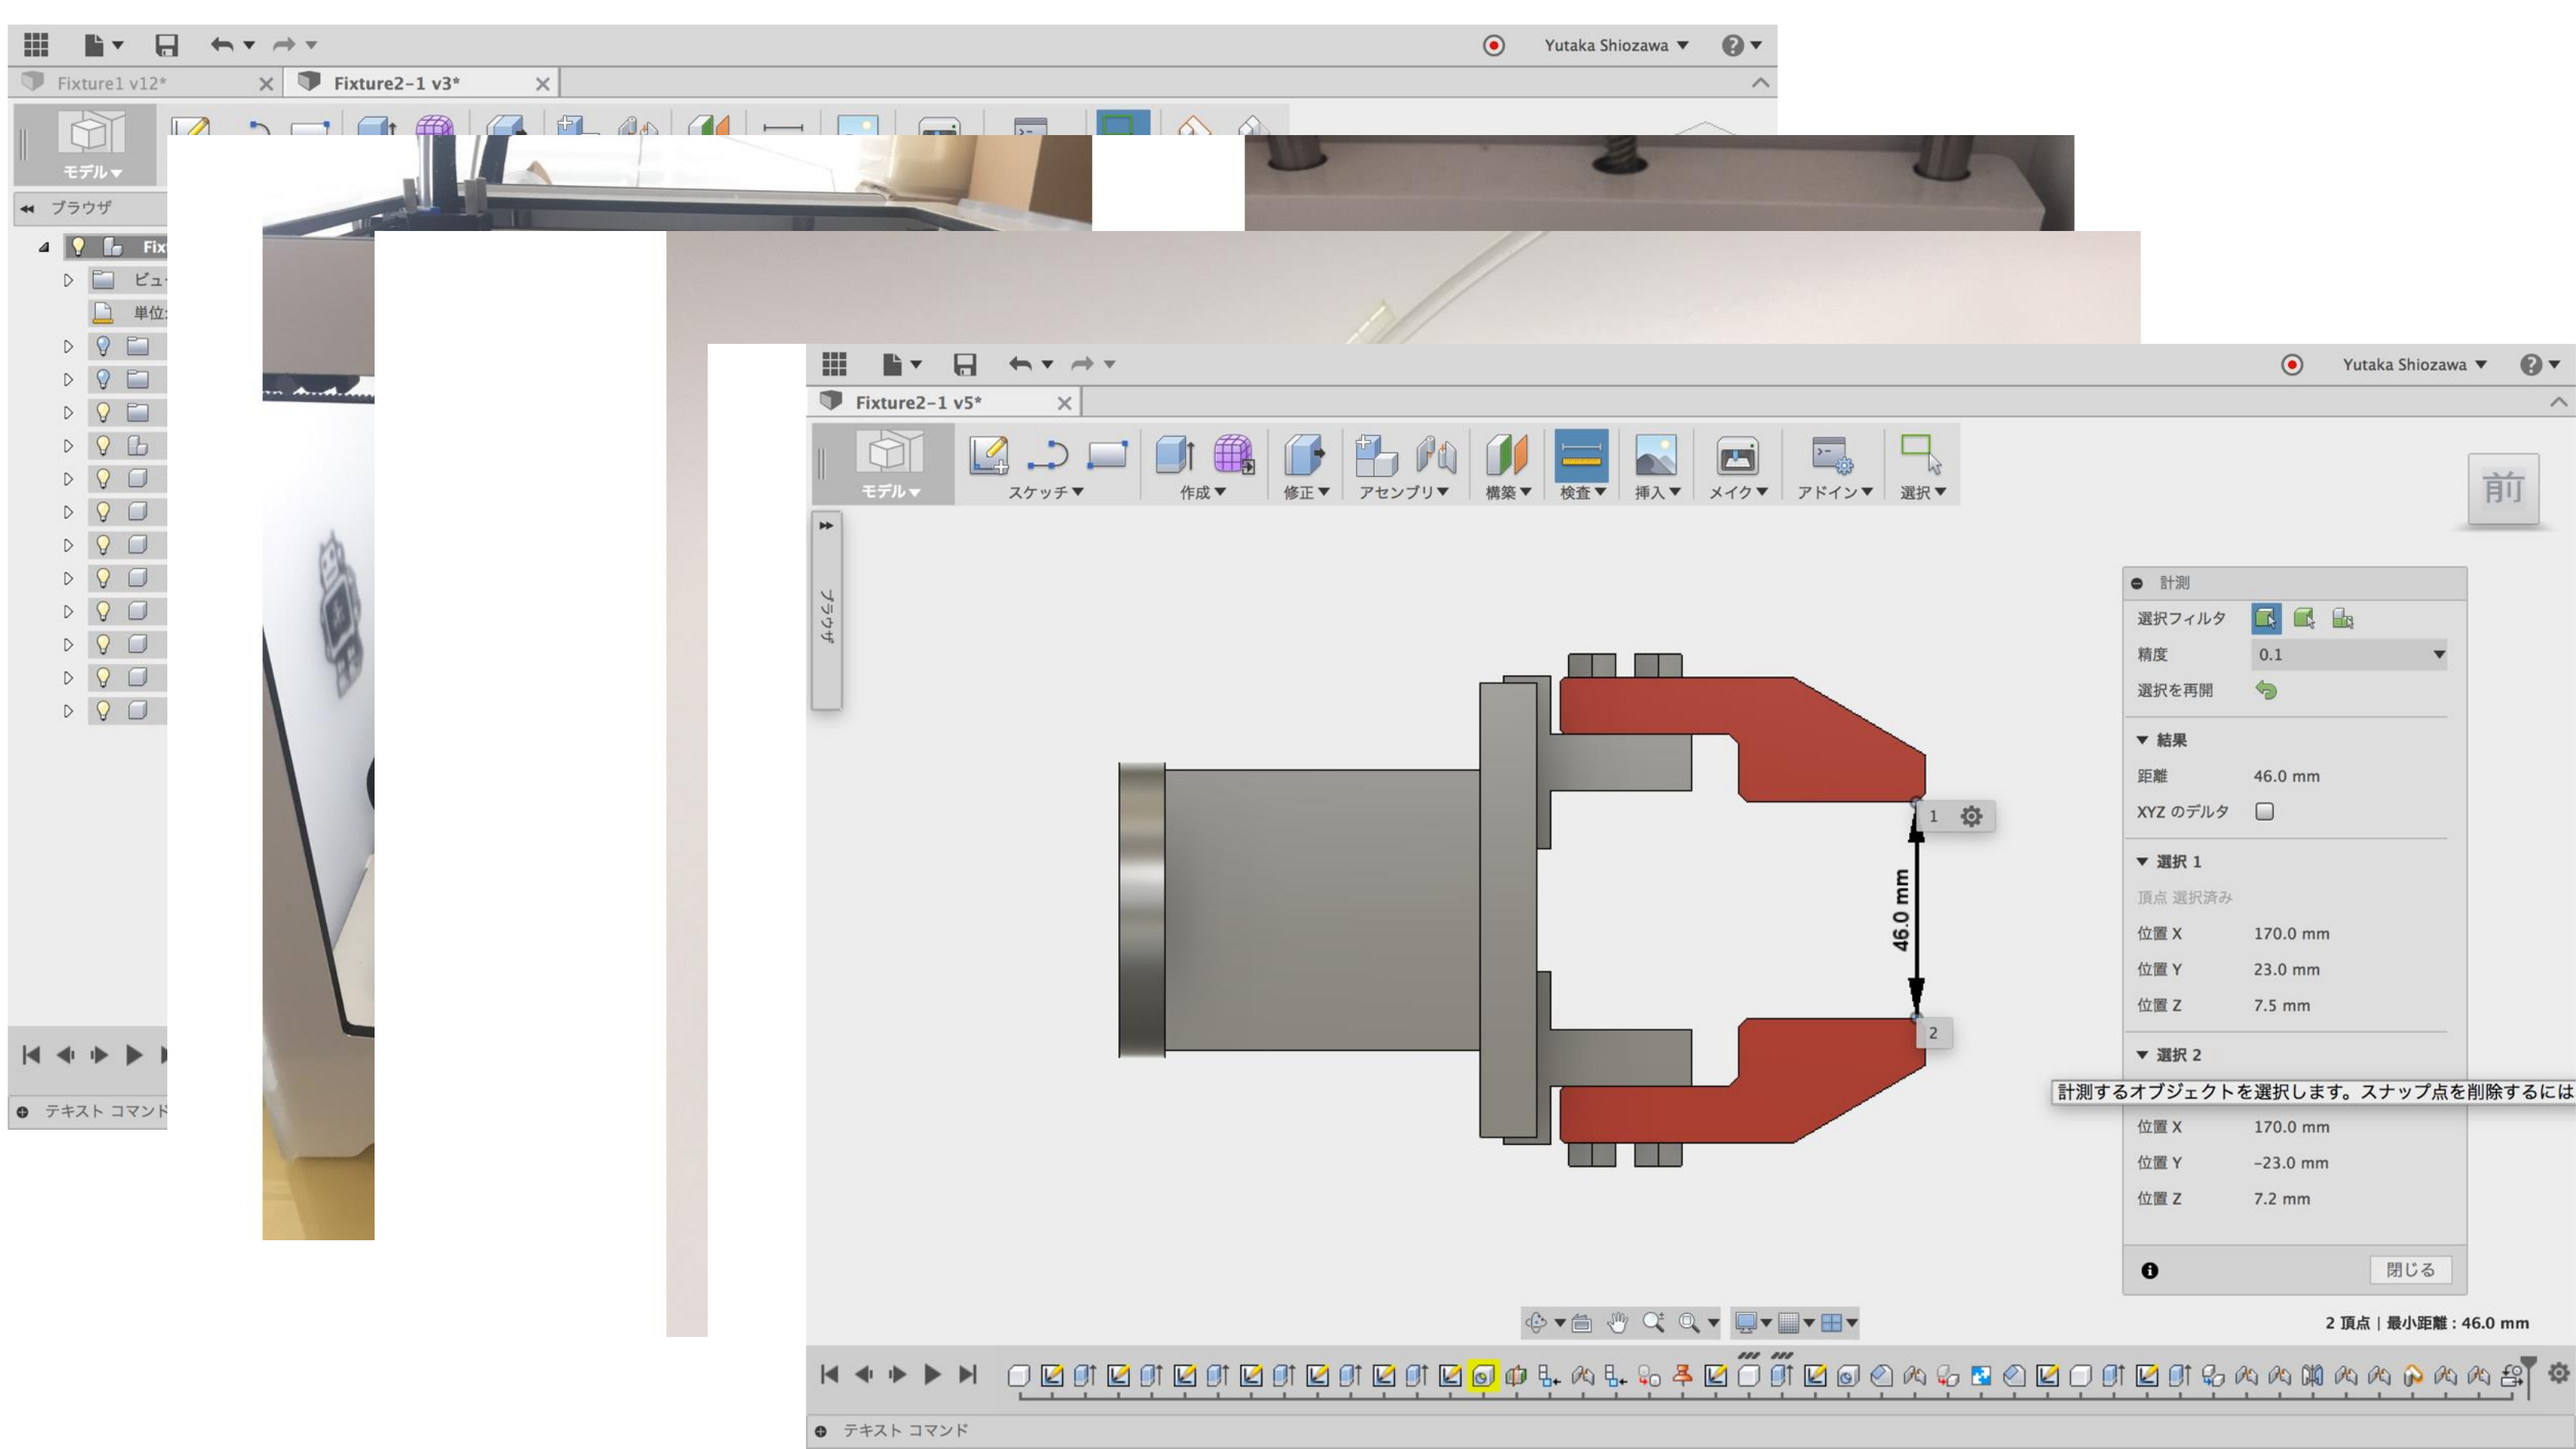 Yutaka Shiozawa
Fixture1 v12*
Fixture2-1 v3*
モデル
ブラウザ
単位:
テキスト コマンド
Yutaka Shiozawa
Fixture2-1 v5*
モデル
スケッチ
作成
修正
アセンブリ
構築
検査
挿入
メイク
アドイン
選択
前
ブラウザ
計測
選択フィルタ
精度 0.1
選択を再開
結果
距離 46.0 mm
XYZ のデルタ
選択 1
頂点 選択済み
位置 X 170.0 mm
位置 Y 23.0 mm
位置 Z 7.5 mm
選択 2
計測するオブジェクトを選択します。スナップ点を削除するには
位置 X 170.0 mm
位置 Y -23.0 mm
位置 Z 7.2 mm
閉じる
1
46.0 mm
2
2 頂点 | 最小距離 : 46.0 mm
テキスト コマンド